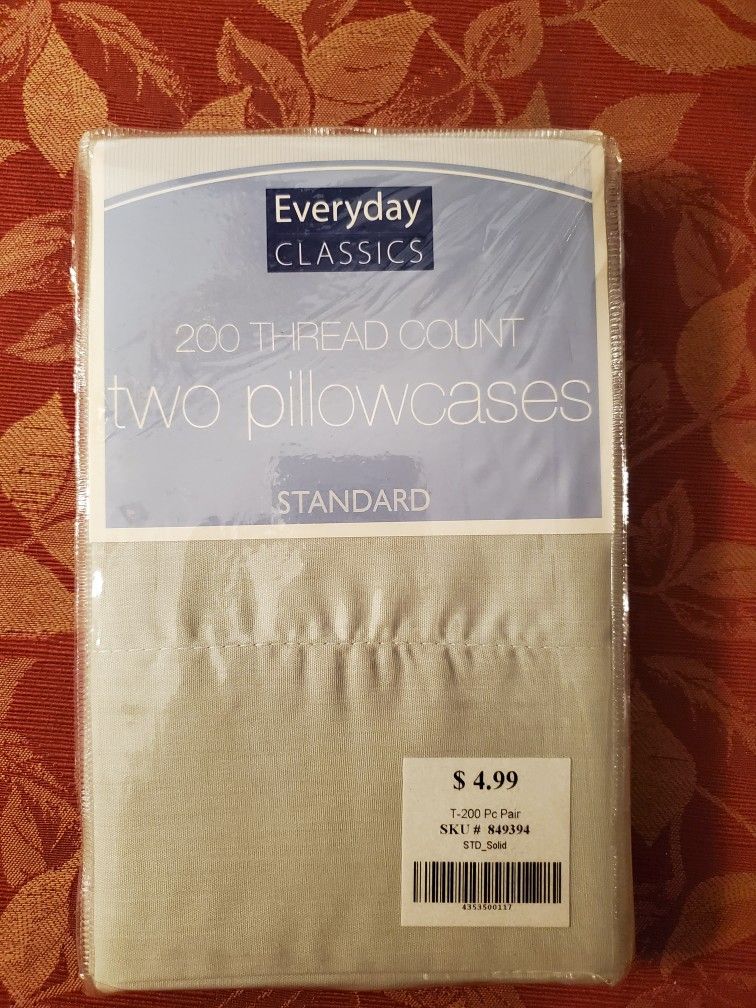 Everyday
CLASSICS
200 THREAD COUNT
two pillowcases
STANDARD
$ 4.99
T-200 Pc Pair
SKU # 849394
STD_Solid
4353500117